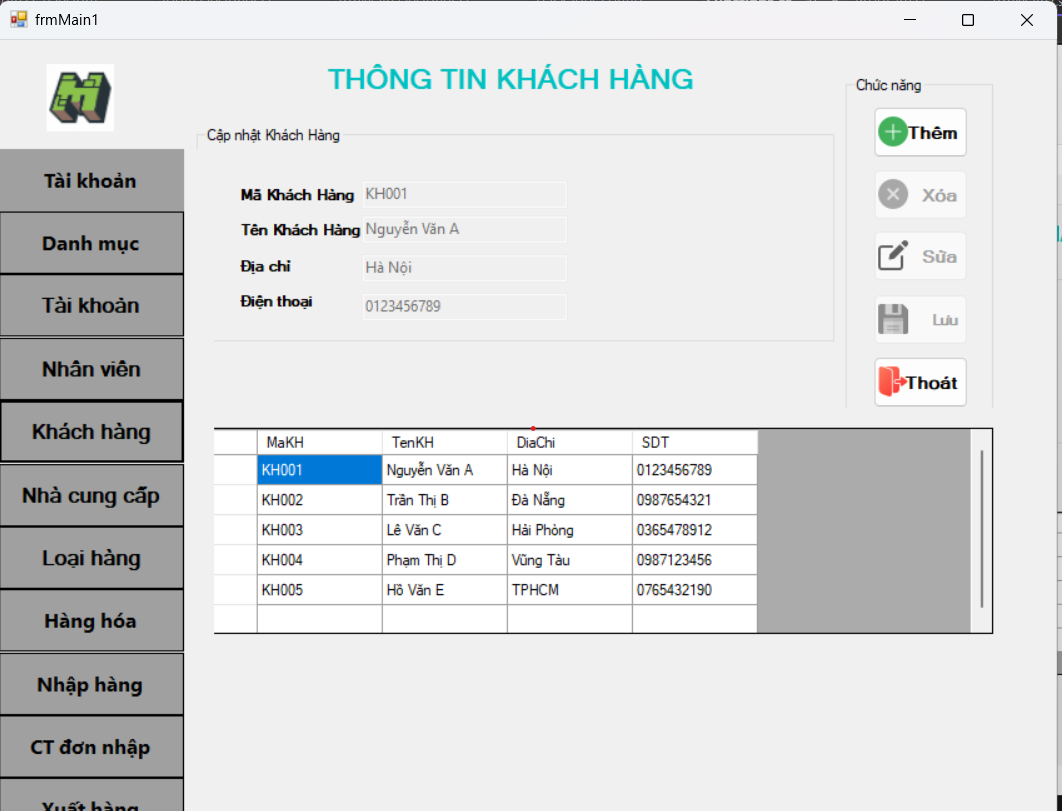 frmMain1
THÔNG TIN KHÁCH HÀNG
Chức năng
Thêm
Xóa
Sửa
Lưu
Thoát
Tài khoản
Danh mục
Tài khoản
Nhân viên
Khách hàng
Nhà cung cấp
Loại hàng
Hàng hóa
Nhập hàng
CT đơn nhập
Xuất hàng
Cập nhật Khách Hàng
Mã Khách Hàng KH001
Tên Khách Hàng Nguyễn Văn A
Địa chỉ Hà Nội
Điện thoại 0123456789
MaKH TenKH DiaChi SDT
KH001 Nguyễn Văn A Hà Nội 0123456789
KH002 Trần Thị B Đà Nẵng 0987654321
KH003 Lê Văn C Hải Phòng 0365478912
KH004 Phạm Thị D Vũng Tàu 0987123456
KH005 Hồ Văn E TPHCM 0765432190